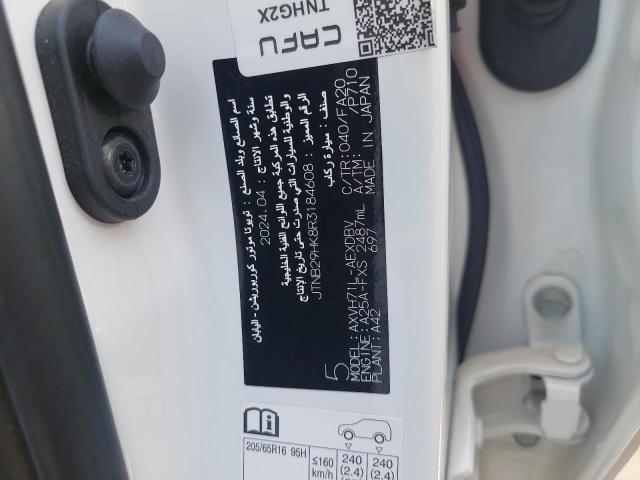 CAFU
TNHG2X
اسم الصانع وبلد الصنع : تويوتا موتور كوربوريشن - اليابان
سنة وشهر الإنتاج : 2024.04
تطابق هذه المركبة جميع اللوائح الفنية الخليجية
والوطنية للسيارات التي صدرت حتى تاريخ الإنتاج
الرقم المميز : JTNB29HK8R3184608
صنف : سيارة ركاب
5
MODEL: AXVH71L-AEXDBV C/TR: 040/FA20
ENGINE: A25A-FXS 2487mL A/TM: /P710
PLANT: A42 697 MADE IN JAPAN
205/65R16 95H
≤160 km/h
240 (2.4)
240 (2.4)